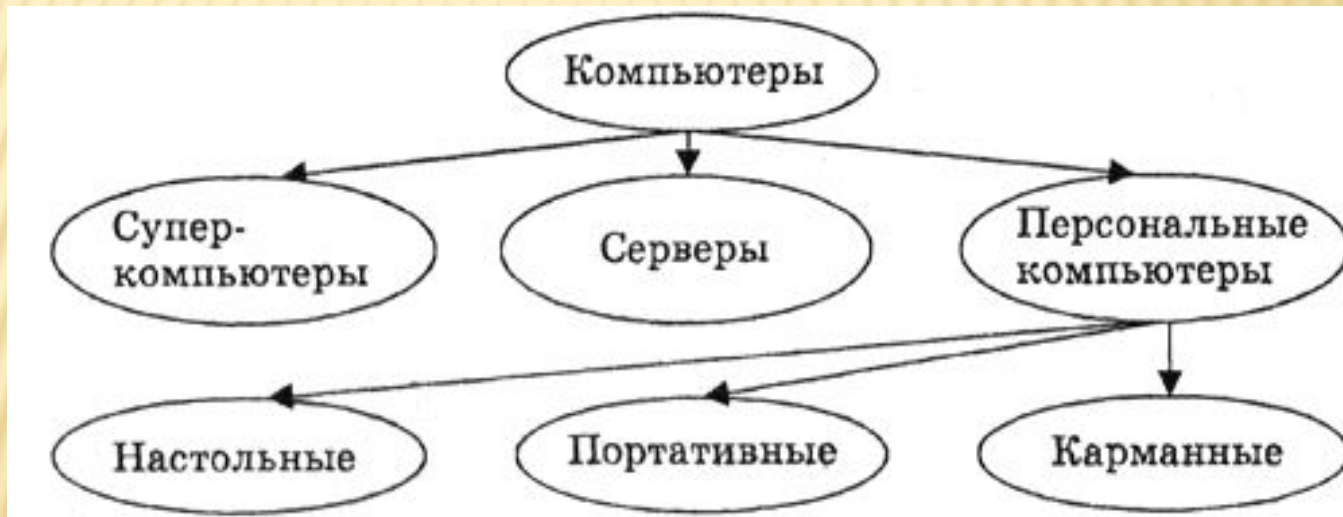 Компьютеры
Супер-
компьютеры
Серверы
Персональные
компьютеры
Настольные
Портативные
Карманные